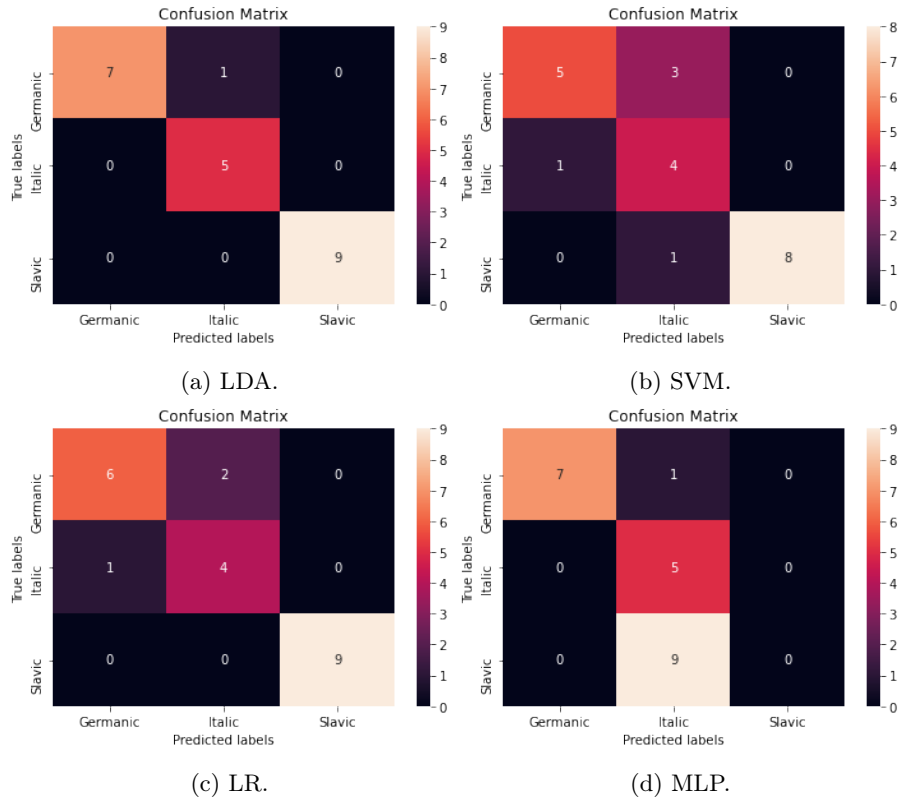 Confusion Matrix
Germanic 7 1 0
Italic 0 5 0
Slavic 0 0 9
True labels
Germanic Italic Slavic
Predicted labels
9
8
7
6
5
4
3
2
1
0
(a) LDA.
Confusion Matrix
Germanic 5 3 0
Italic 1 4 0
Slavic 0 1 8
True labels
Germanic Italic Slavic
Predicted labels
8
7
6
5
4
3
2
1
0
(b) SVM.
Confusion Matrix
Germanic 6 2 0
Italic 1 4 0
Slavic 0 0 9
True labels
Germanic Italic Slavic
Predicted labels
9
8
7
6
5
4
3
2
1
0
(c) LR.
Confusion Matrix
Germanic 7 1 0
Italic 0 5 0
Slavic 0 9 0
True labels
Germanic Italic Slavic
Predicted labels
9
8
7
6
5
4
3
2
1
0
(d) MLP.